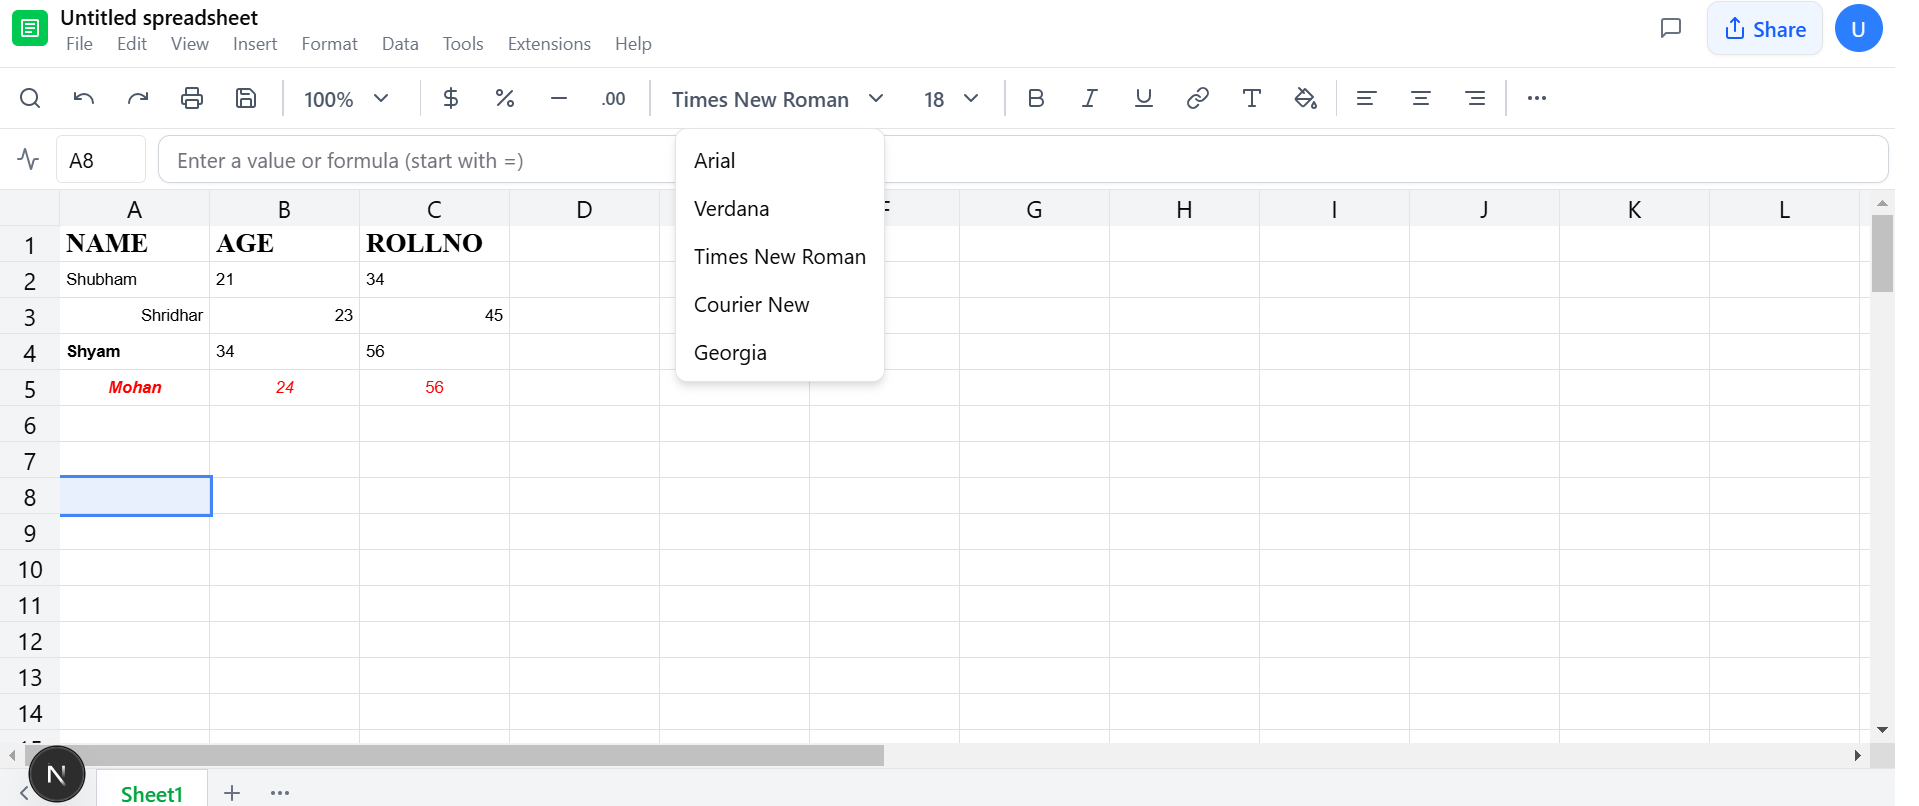 Untitled spreadsheet
File Edit View Insert Format Data Tools Extensions Help
Share
U
100% $ % .00 Times New Roman 18 B I U T
A8 Enter a value or formula (start with =)
Arial
Verdana
Times New Roman
Courier New
Georgia
A B C D F G H I J K L
1 NAME AGE ROLLNO
2 Shubham 21 34
3 Shridhar 23 45
4 Shyam 34 56
5 Mohan 24 56
6
7
8
9
10
11
12
13
14
15
N
Sheet1